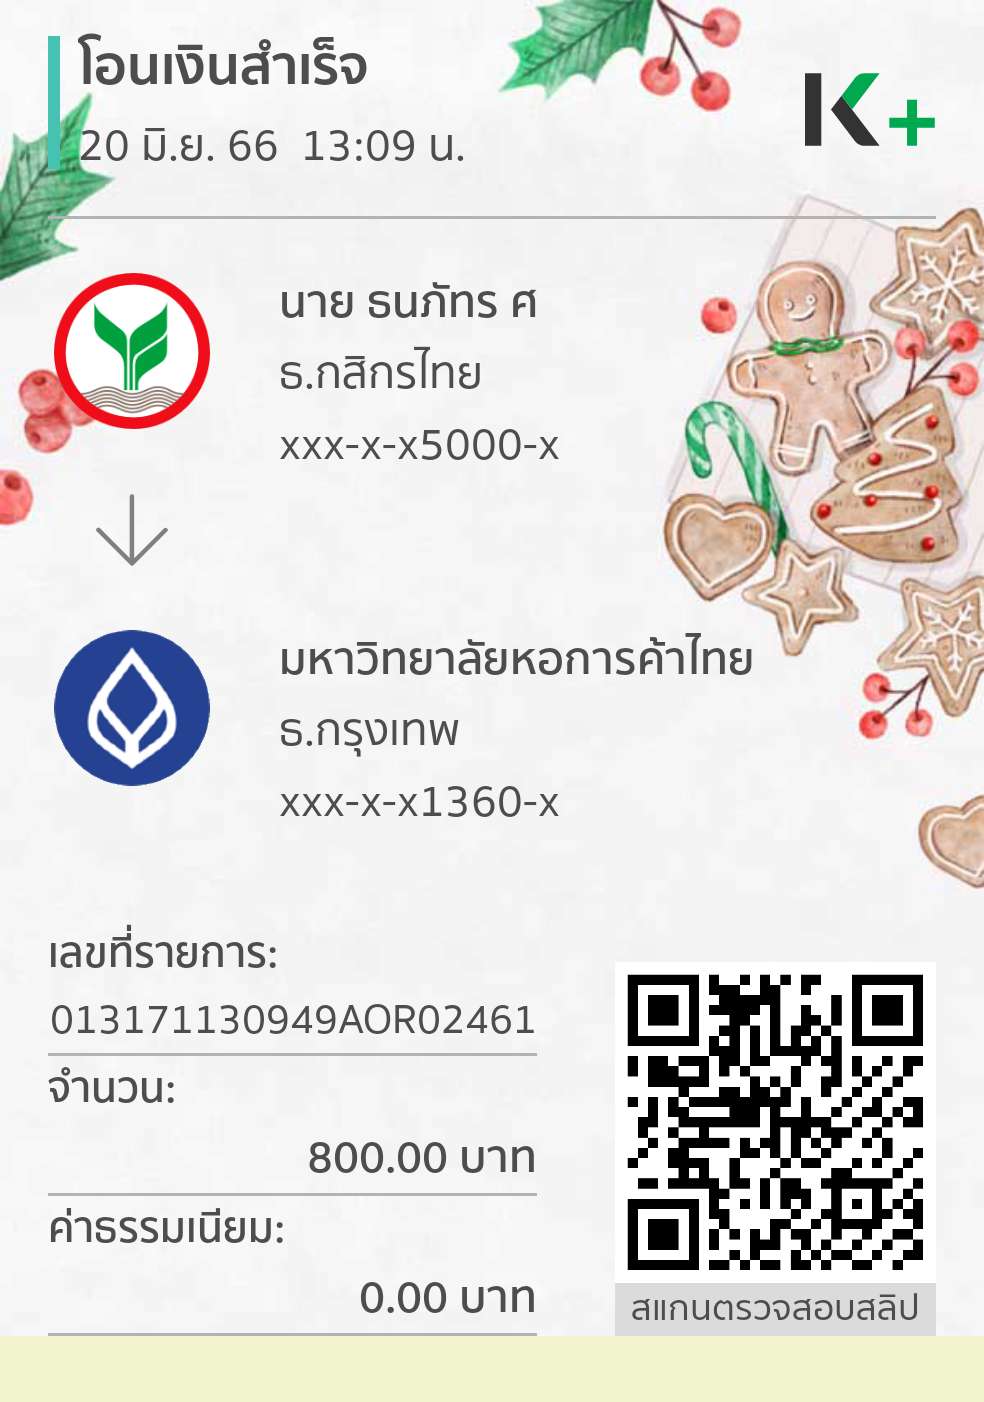 โอนเงินสำเร็จ
20 มิ.ย. 66  13:09 น.
K+
นาย ธนภัทร ศ
ธ.กสิกรไทย
xxx-x-x5000-x
มหาวิทยาลัยหอการค้าไทย
ธ.กรุงเทพ
xxx-x-x1360-x
เลขที่รายการ:
013171130949AOR02461
จำนวน:
800.00 บาท
ค่าธรรมเนียม:
0.00 บาท
สแกนตรวจสอบสลิป